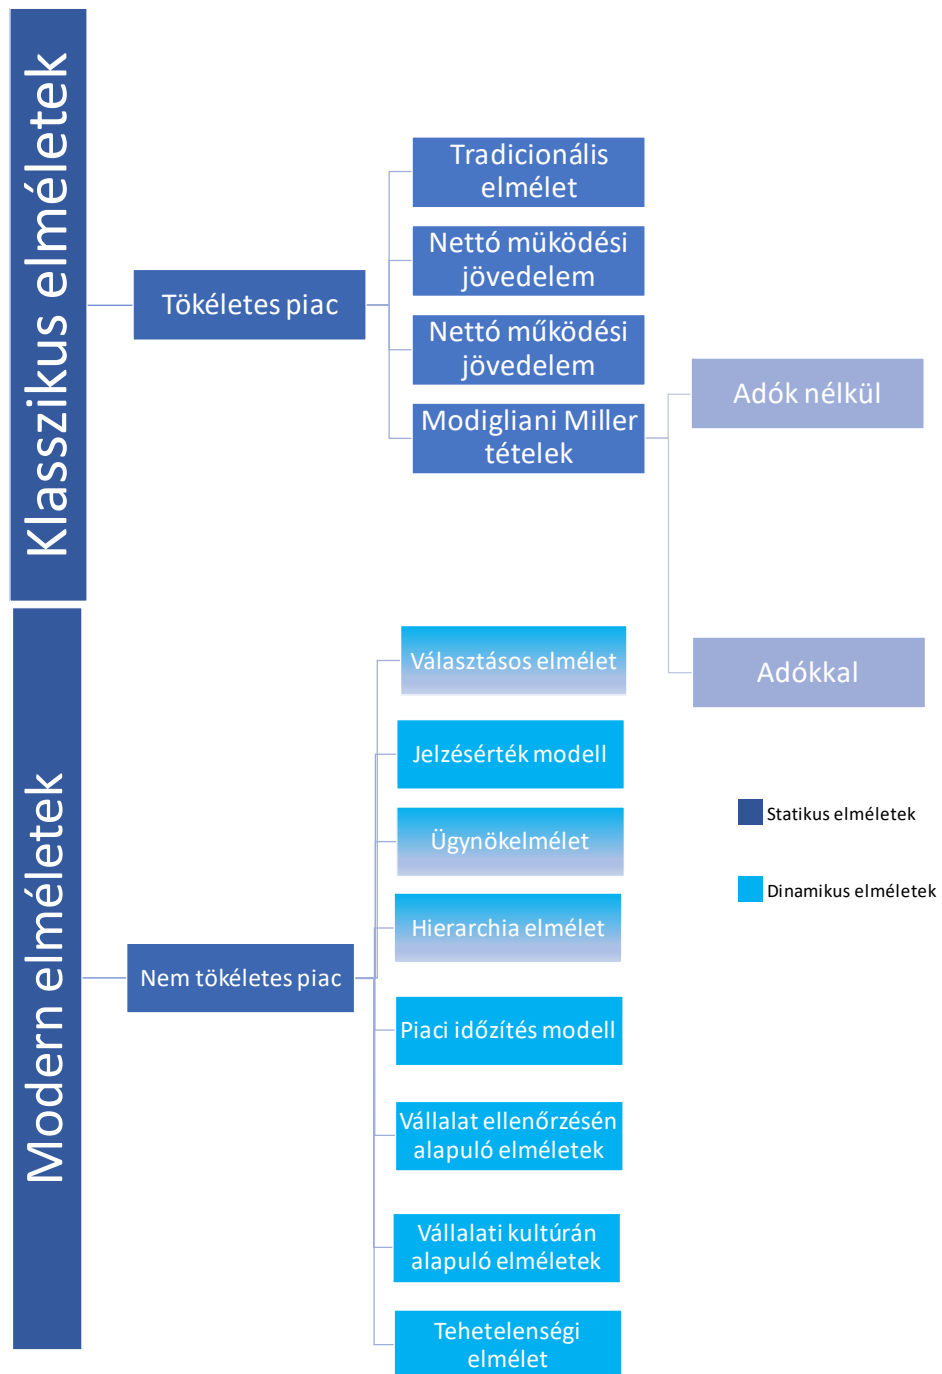 Klasszikus elméletek
Tökéletes piac
Tradicionális
elmélet
Nettó müködési
jövedelem
Nettó működési
jövedelem
Modigliani Miller
tételek
Adók nélkül
Adókkal
Modern elméletek
Nem tökéletes piac
Választásos elmélet
Jelzésérték modell
Ügynökelmélet
Hierarchia elmélet
Piaci időzítés modell
Vállalat ellenőrzésén
alapuló elméletek
Vállalati kultúrán
alapuló elméletek
Tehetelenségi
elmélet
Statikus elméletek
Dinamikus elméletek